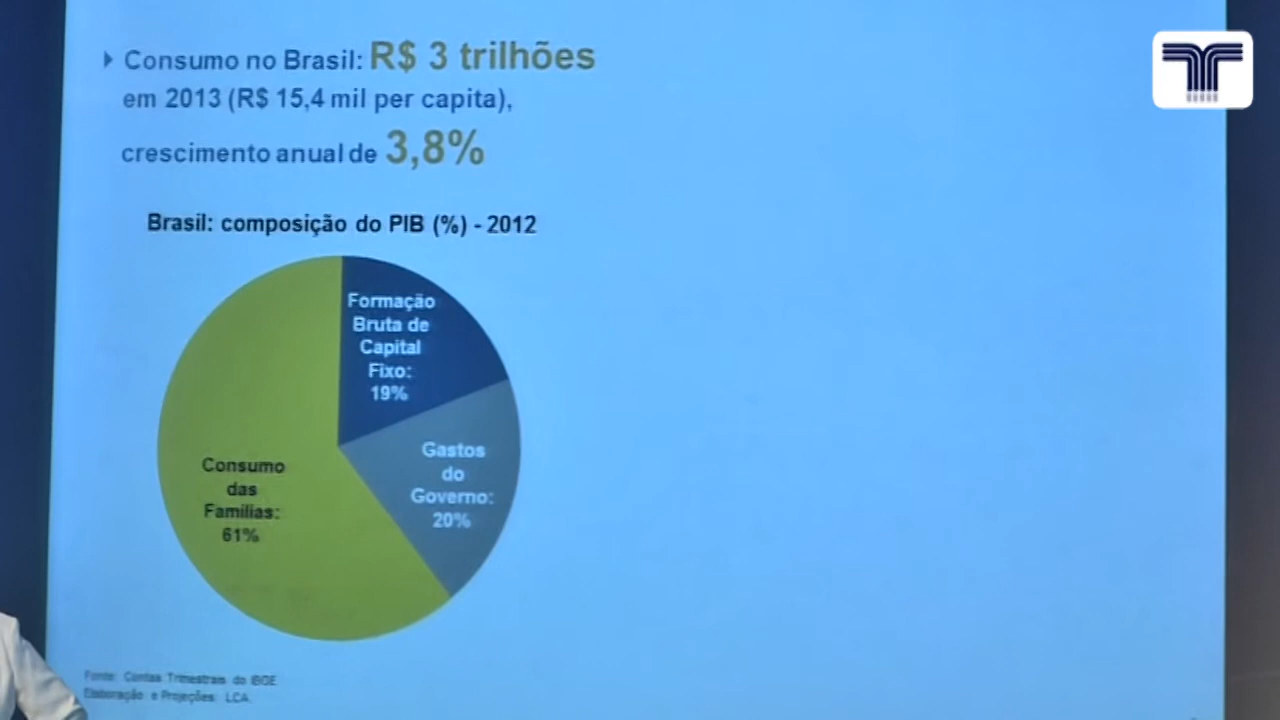 Consumo no Brasil: R$ 3 trilhões
em 2013 (R$ 15,4 mil per capita),
crescimento anual de 3,8%
Brasil: composição do PIB (%) - 2012
Formação
Bruta de
Capital
Fixo:
19%
Gastos
do
Governo:
20%
Consumo
das
Famílias:
61%
Fonte: Contas Trimestrais do IBGE
Elaboração e Projeções: LCA.